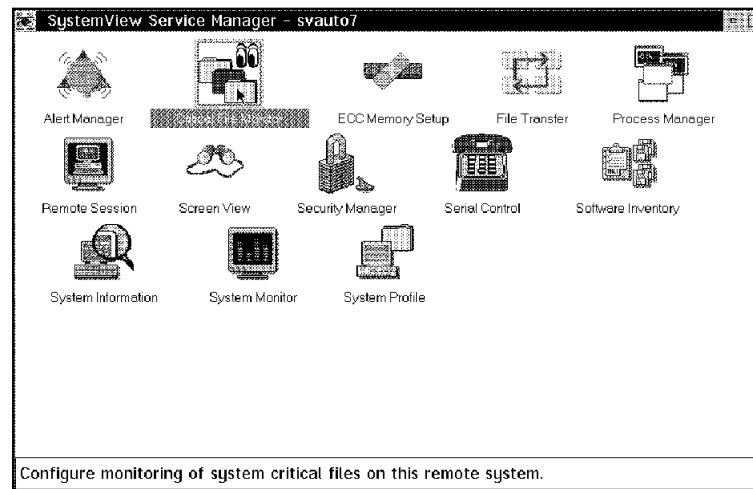 SystemView Service Manager - svauto7
Alert Manager
ECC Memory Setup
File Transfer
Process Manager
Remote Session
Screen View
Security Manager
Serial Control
Software Inventory
System Information
System Monitor
System Profile
Configure monitoring of system critical files on this remote system.